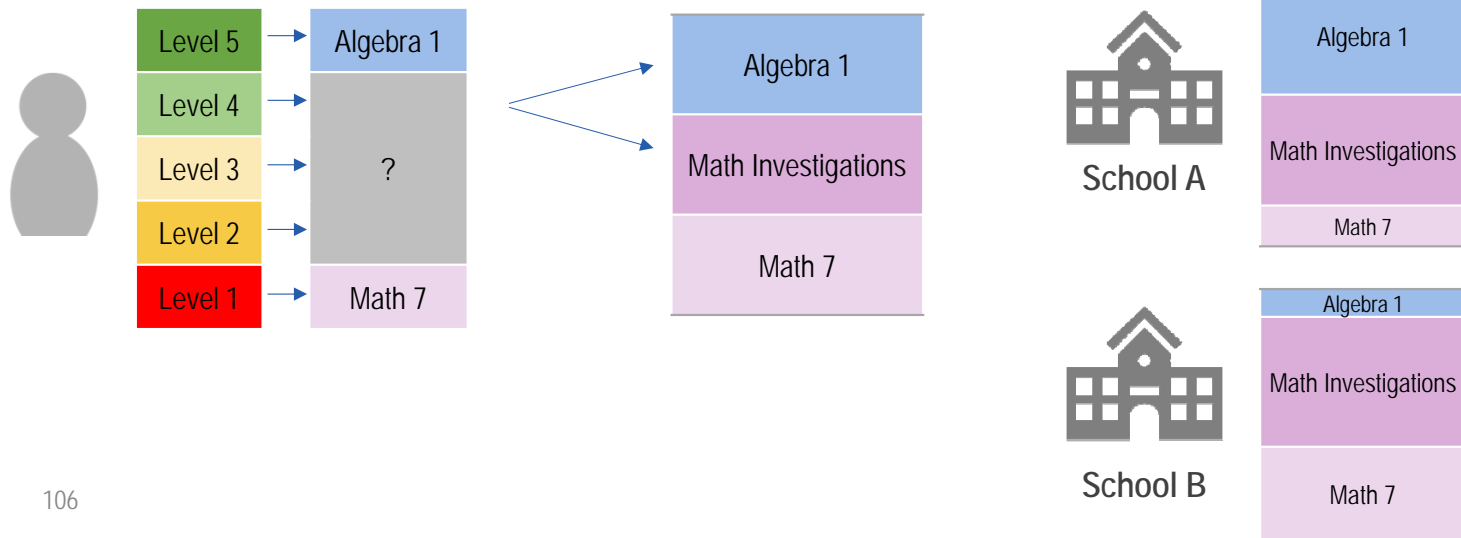 Level 5
Algebra 1
Level 4
Level 3
?
Level 2
Level 1
Math 7
Algebra 1
Math Investigations
Math 7
School A
Algebra 1
Math Investigations
Math 7
School B
Algebra 1
Math Investigations
Math 7
106